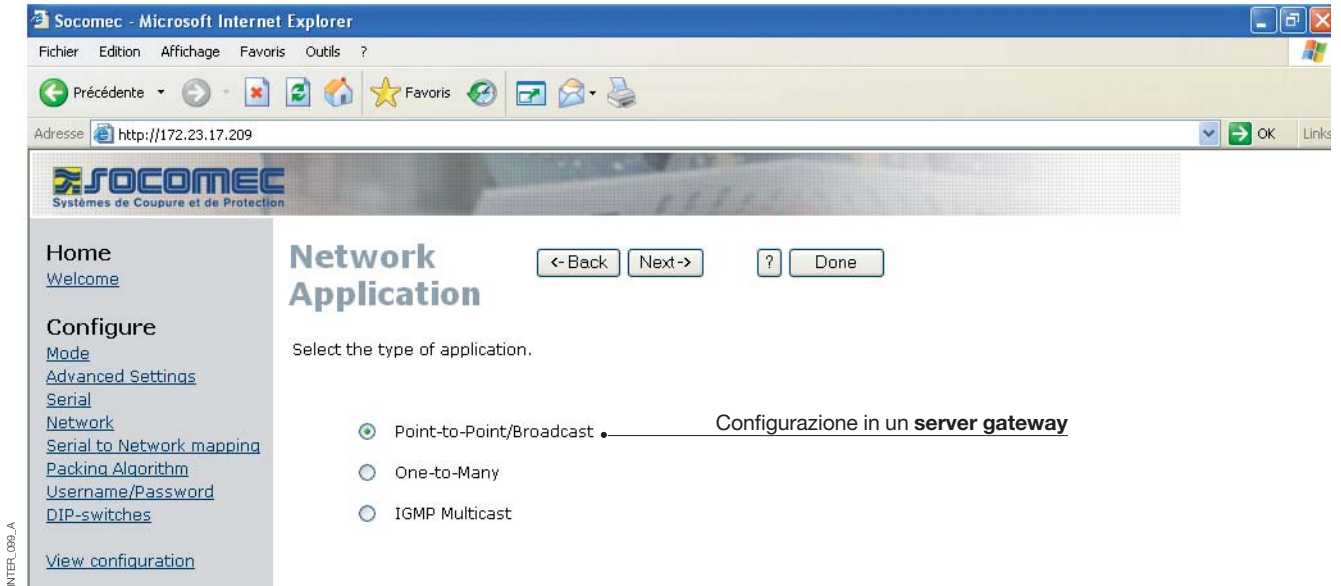 Socomec - Microsoft Internet Explorer
Fichier Edition Affichage Favoris Outils ?
Précédente Favoris
Adresse http://172.23.17.209 OK Links
SOCOMEC
Systèmes de Coupure et de Protection
Home
Welcome
Configure
Mode
Advanced Settings
Serial
Network
Serial to Network mapping
Packing Algorithm
Username/Password
DIP-switches
View configuration
Network
Application
<- Back Next -> ? Done
Select the type of application.
Point-to-Point/Broadcast Configurazione in un server gateway
One-to-Many
IGMP Multicast
INTER_099_A